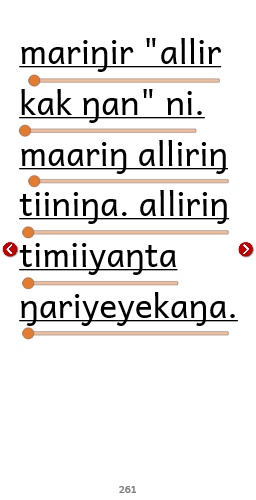 mariŋir "allir
kak ŋan" ni.
maariŋ alliriŋ
tiiniŋa. alliriŋ
timiiyaŋta
ŋariyeyekaŋa.
261